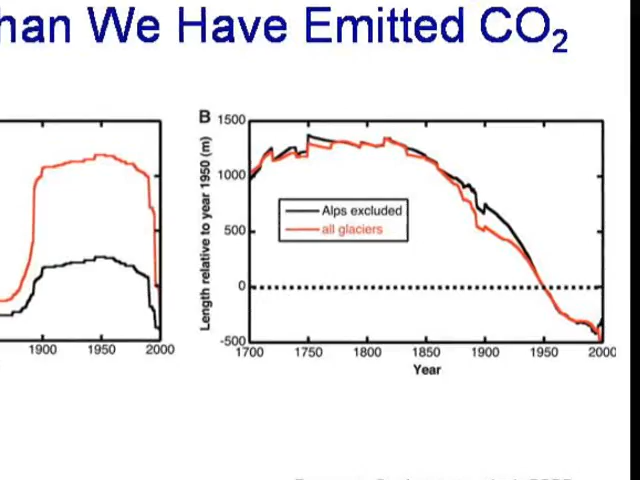 han We Have Emitted CO₂
B
1500
1000
500
0
-500
Length relative to year 1950 (m)
Alps excluded
all glaciers
1900 1950 2000
1700 1750 1800 1850 1900 1950 2000
Year